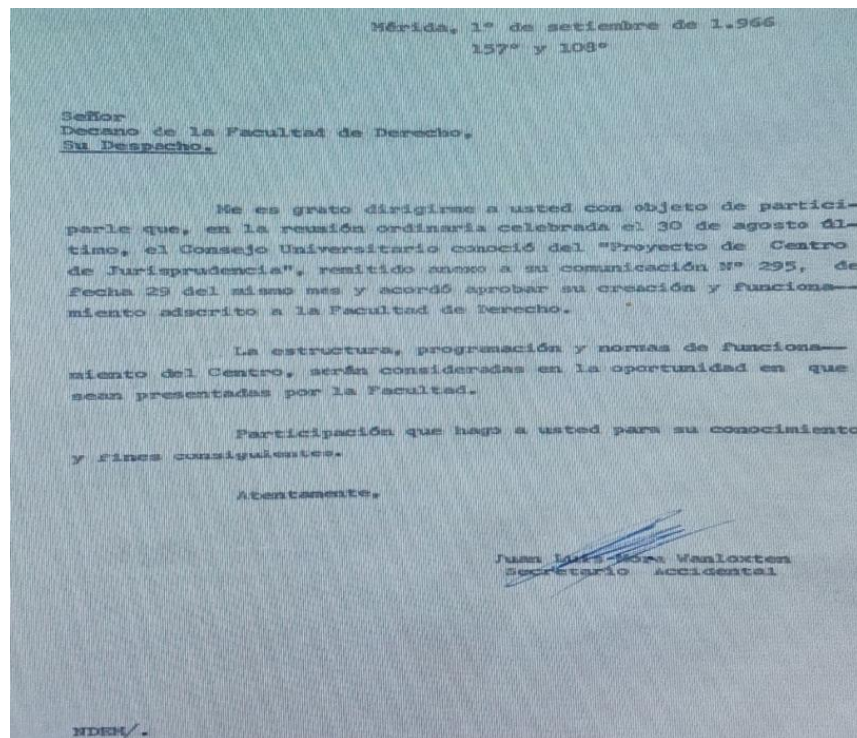 Mérida, 1º de setiembre de 1.966
157º y 108º
Señor
Decano de la Facultad de Derecho.
Su Despacho.
Me es grato dirigirme a usted con objeto de partici-
parle que, en la reunión ordinaria celebrada el 30 de agosto úl-
timo, el Consejo Universitario conoció del "Proyecto de Centro
de Jurisprudencia", remitido anexo a su comunicación Nº 295, de
fecha 29 del mismo mes y acordó aprobar su creación y funciona--
miento adscrito a la Facultad de Derecho.
La estructura, programación y normas de funciona--
miento del Centro, serán consideradas en la oportunidad en que
sean presentadas por la Facultad.
Participación que hago a usted para su conocimiento
y fines consiguientes.
Atentamente,
Juan Luis Mora Wanloxten
Secretario Accidental
NDRM/.